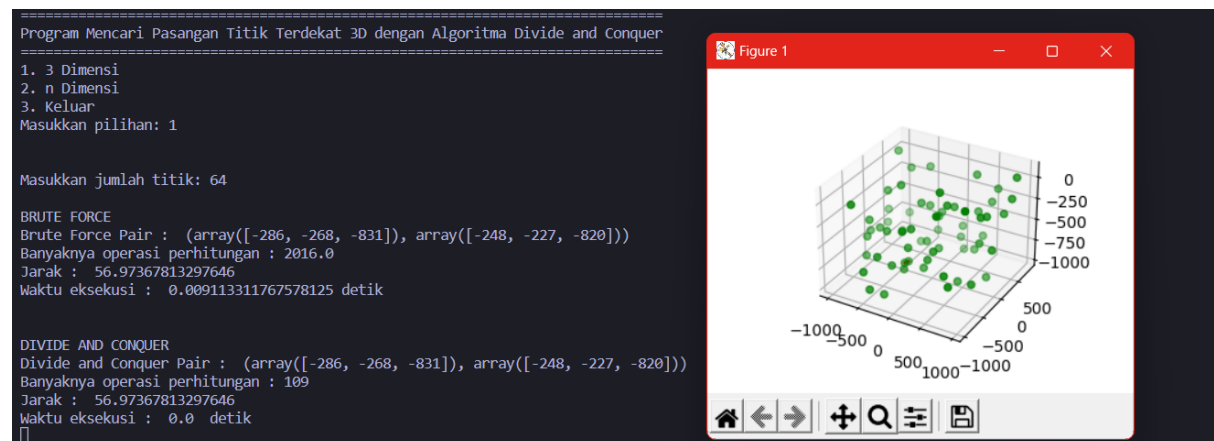 ================================================================================
Program Mencari Pasangan Titik Terdekat 3D dengan Algoritma Divide and Conquer
================================================================================
1. 3 Dimensi
2. n Dimensi
3. Keluar
Masukkan pilihan: 1
Masukkan jumlah titik: 64
BRUTE FORCE
Brute Force Pair :  (array([-286, -268, -831]), array([-248, -227, -820]))
Banyaknya operasi perhitungan : 2016.0
Jarak :  56.97367813297646
Waktu eksekusi :  0.009113311767578125 detik
DIVIDE AND CONQUER
Divide and Conquer Pair :  (array([-286, -268, -831]), array([-248, -227, -820]))
Banyaknya operasi perhitungan : 109
Jarak :  56.97367813297646
Waktu eksekusi :  0.0  detik
Figure 1
0
−250
−500
−750
−1000
−1000
−500
0
500
1000
−1000
−500
0
500